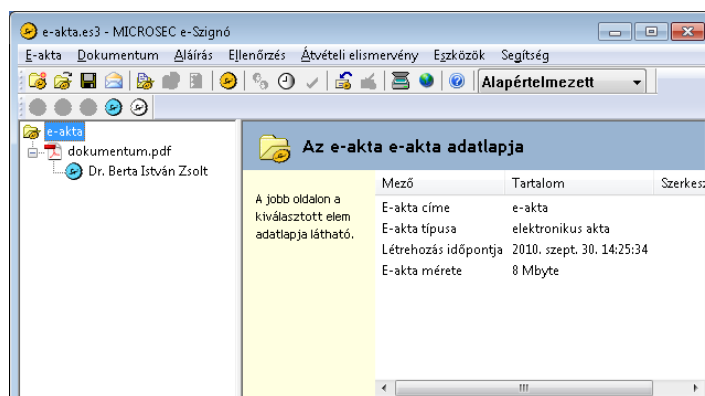 e-akta.es3 - MICROSEC e-Szignó
E-akta Dokumentum Aláírás Ellenőrzés Átvételi elismervény Eszközök Segítség
Alapértelmezett
e-akta
dokumentum.pdf
Dr. Berta István Zsolt
Az e-akta e-akta adatlapja
A jobb oldalon a
kiválasztott elem
adatlapja látható.
Mező Tartalom Szerkesz
E-akta címe e-akta
E-akta típusa elektronikus akta
Létrehozás időpontja 2010. szept. 30. 14:25:34
E-akta mérete 8 Mbyte